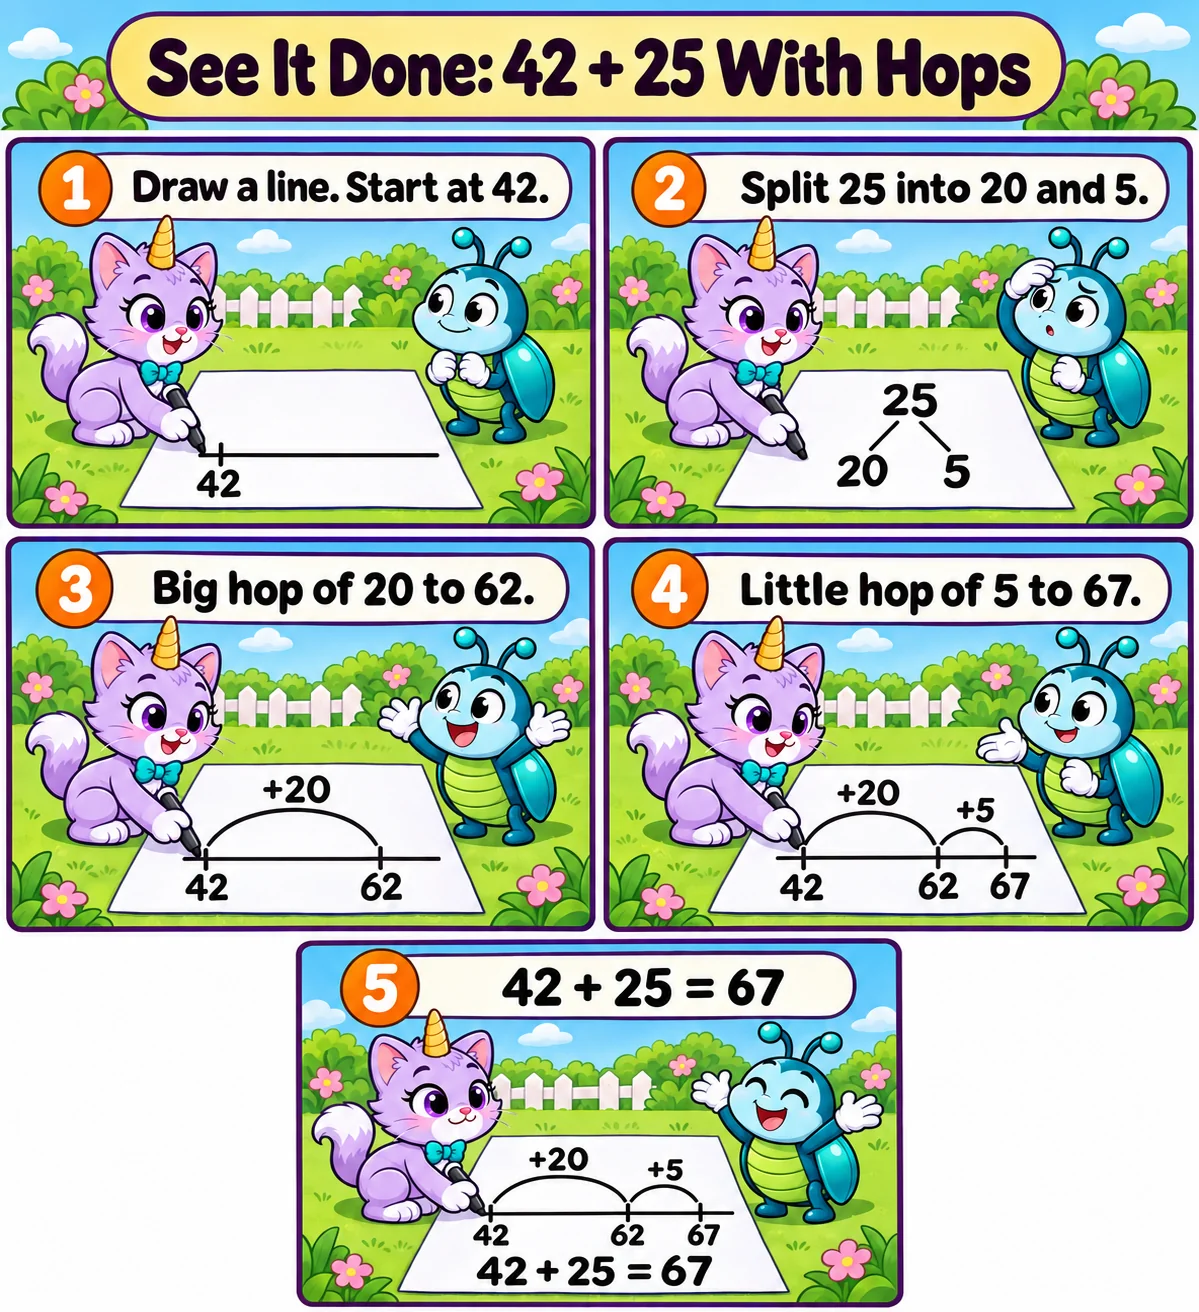 See It Done: 42 + 25 With Hops
1 Draw a line. Start at 42.
42
2 Split 25 into 20 and 5.
25
20 5
3 Big hop of 20 to 62.
+20
42 62
4 Little hop of 5 to 67.
+20 +5
42 62 67
5 42 + 25 = 67
+20 +5
42 62 67
42 + 25 = 67